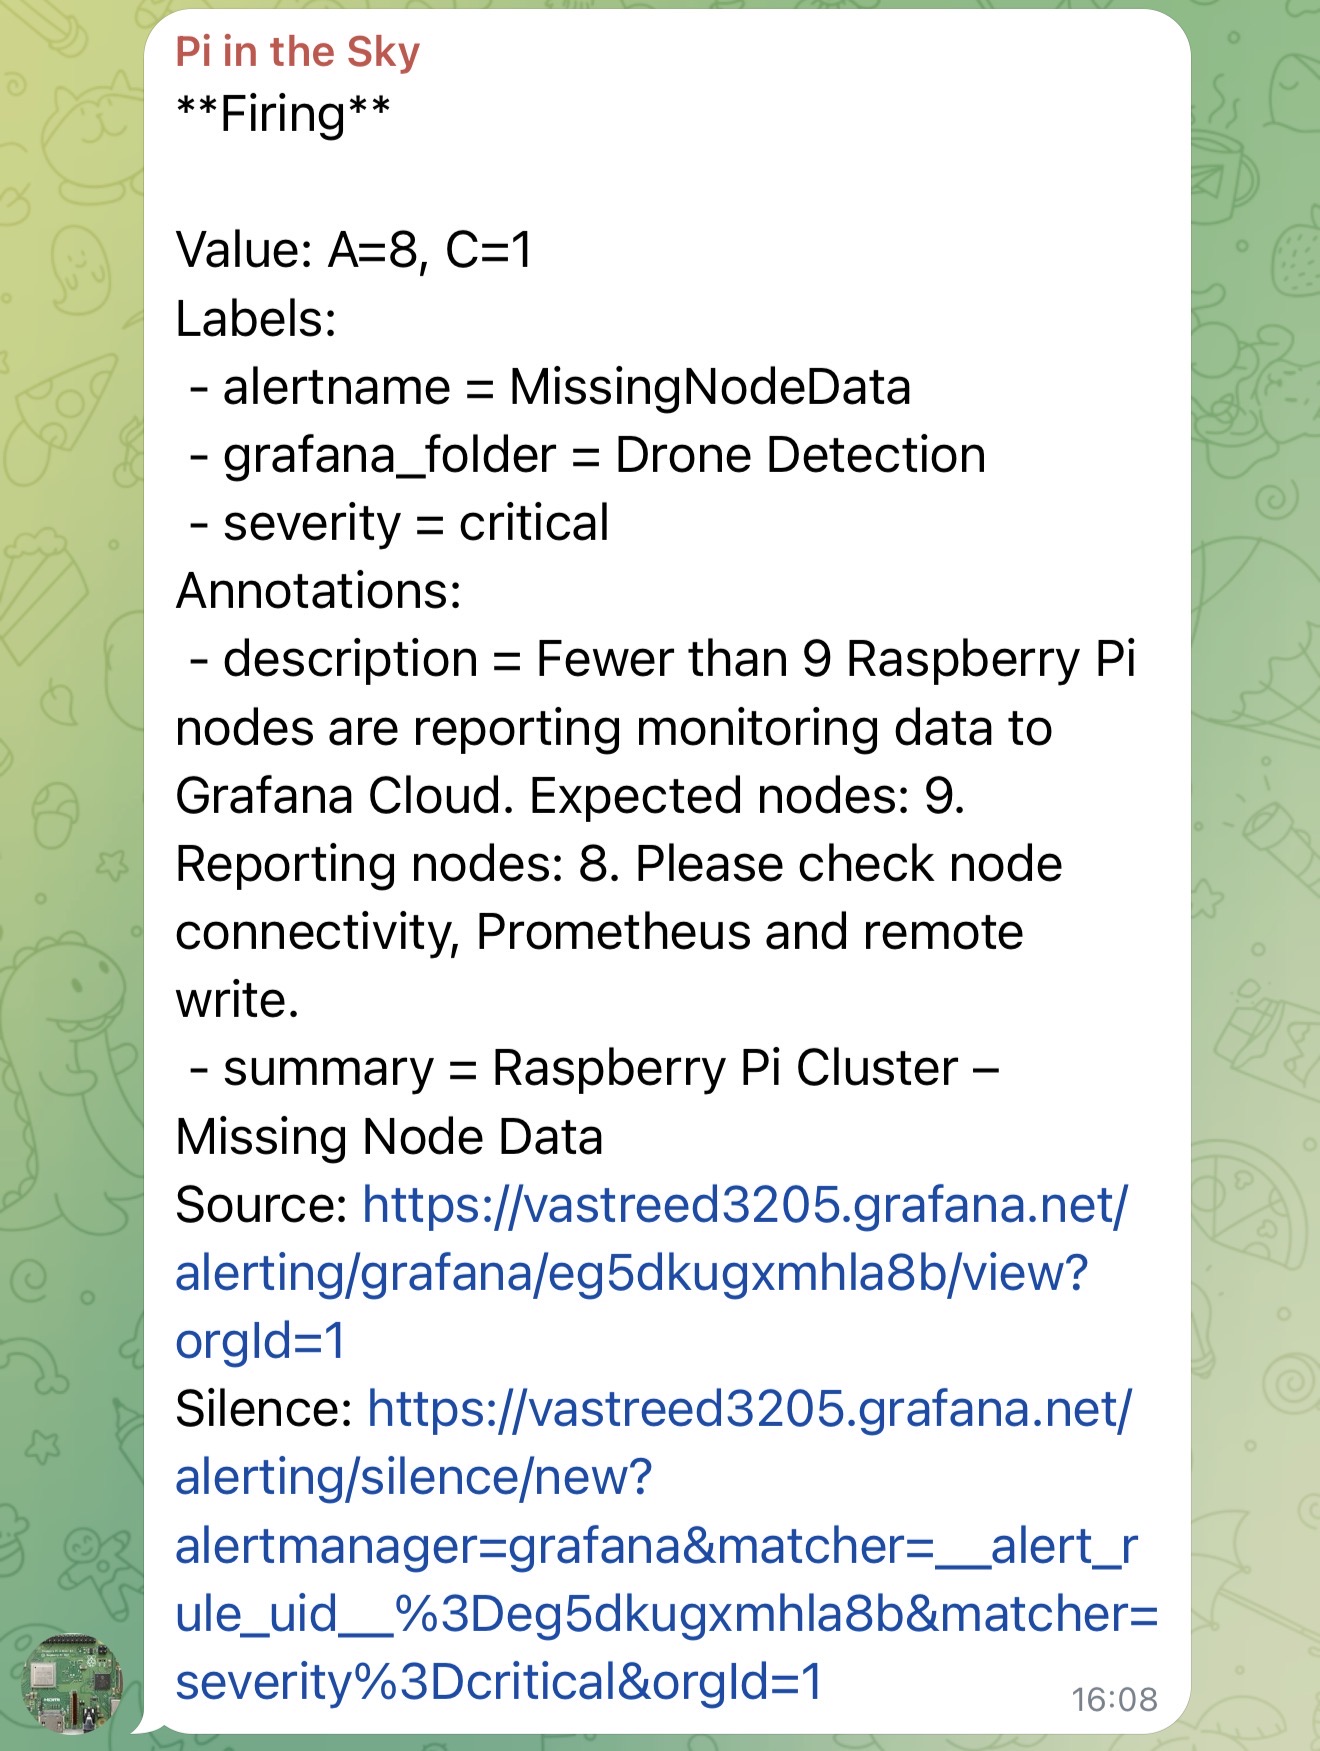 Pi in the Sky
**Firing**
Value: A=8, C=1
Labels:
- alertname = MissingNodeData
- grafana_folder = Drone Detection
- severity = critical
Annotations:
- description = Fewer than 9 Raspberry Pi
nodes are reporting monitoring data to
Grafana Cloud. Expected nodes: 9.
Reporting nodes: 8. Please check node
connectivity, Prometheus and remote
write.
- summary = Raspberry Pi Cluster –
Missing Node Data
Source: https://vastreed3205.grafana.net/
alerting/grafana/eg5dkugxmhla8b/view?
orgId=1
Silence: https://vastreed3205.grafana.net/
alerting/silence/new?
alertmanager=grafana&matcher=__alert_r
ule_uid__%3Deg5dkugxmhla8b&matcher=
severity%3Dcritical&orgId=1
16:08